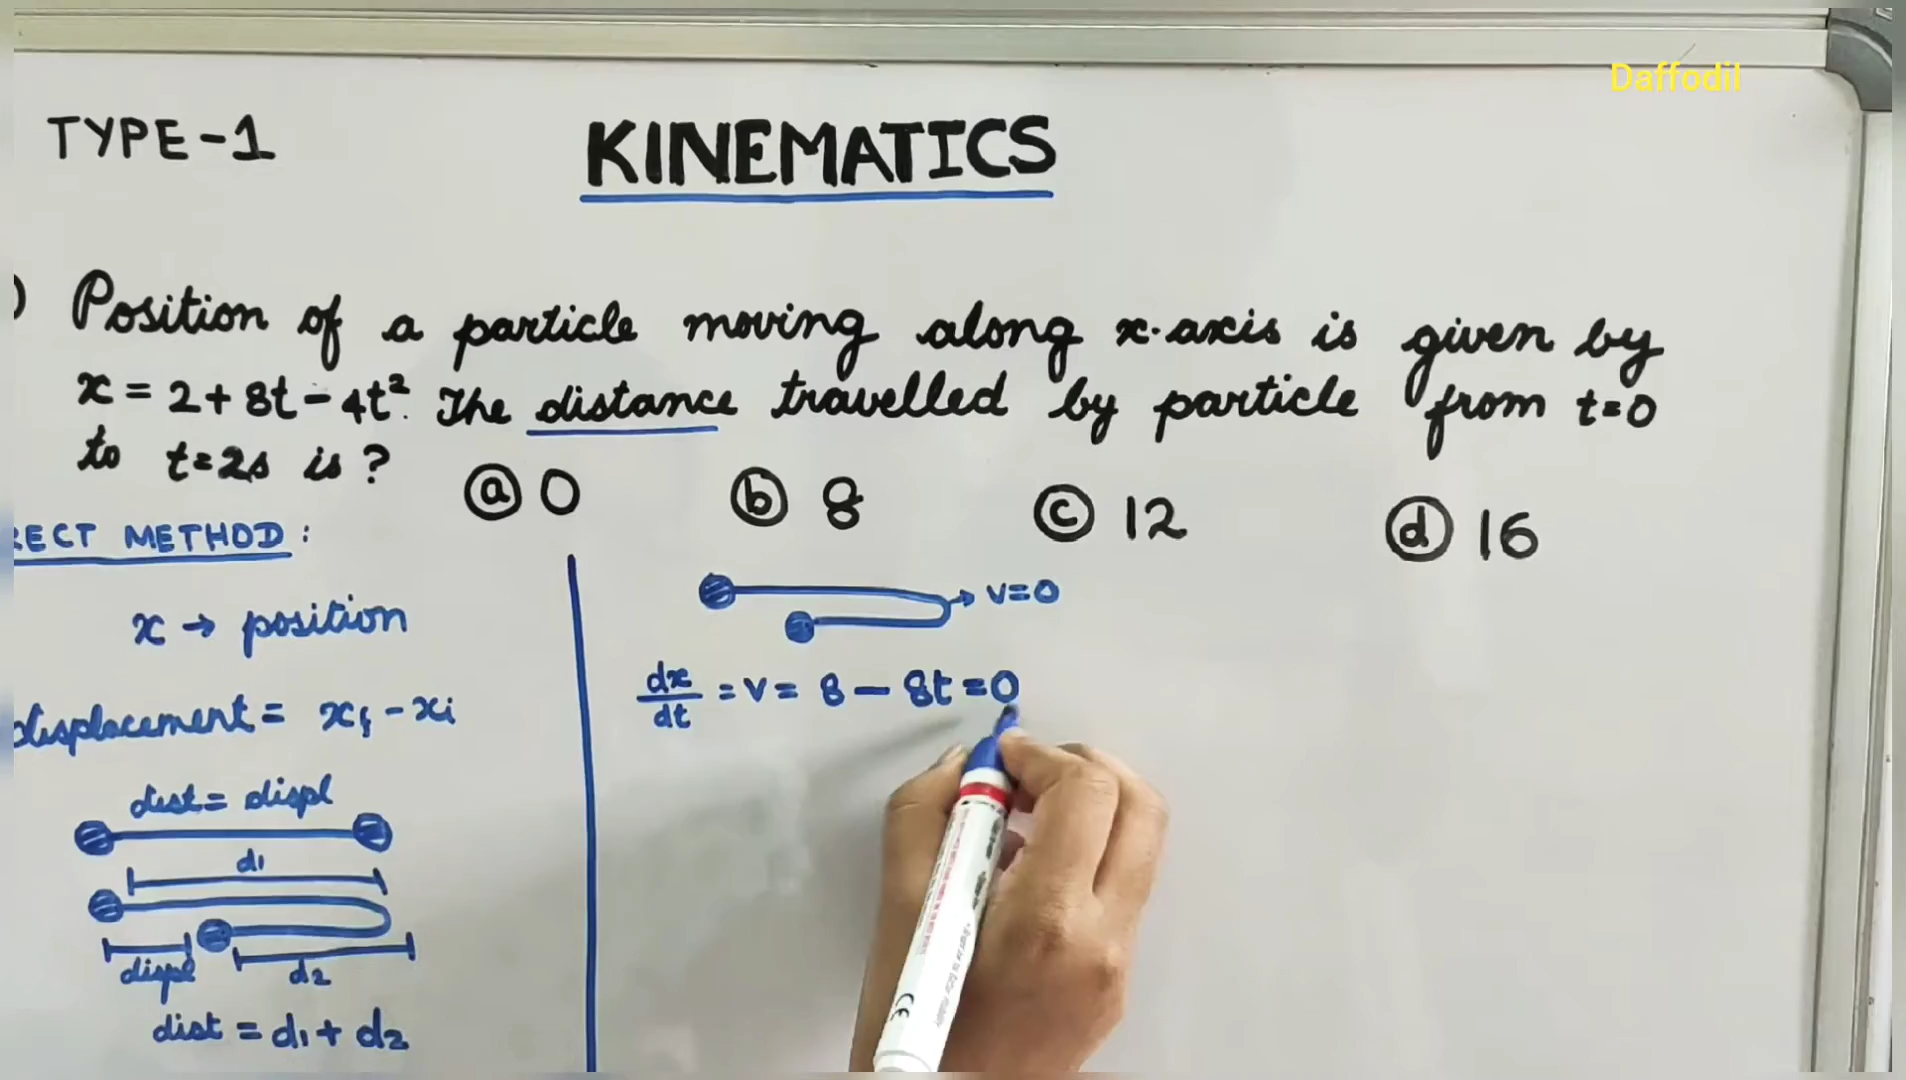 Daffodil
TYPE-1
KINEMATICS
) Position of a particle moving along x-axis is given by
x = 2+8t-4t². The distance travelled by particle from t=0
to t=2s is?
ⓐ 0 ⓑ 8 ⓒ 12 ⓓ 16
RECT METHOD:
x → position
displacement = xf - xi
dist = displ
d1
displ
d2
dist = d1 + d2
→ v=0
dx/dt = v = 8 - 8t = 0
CE